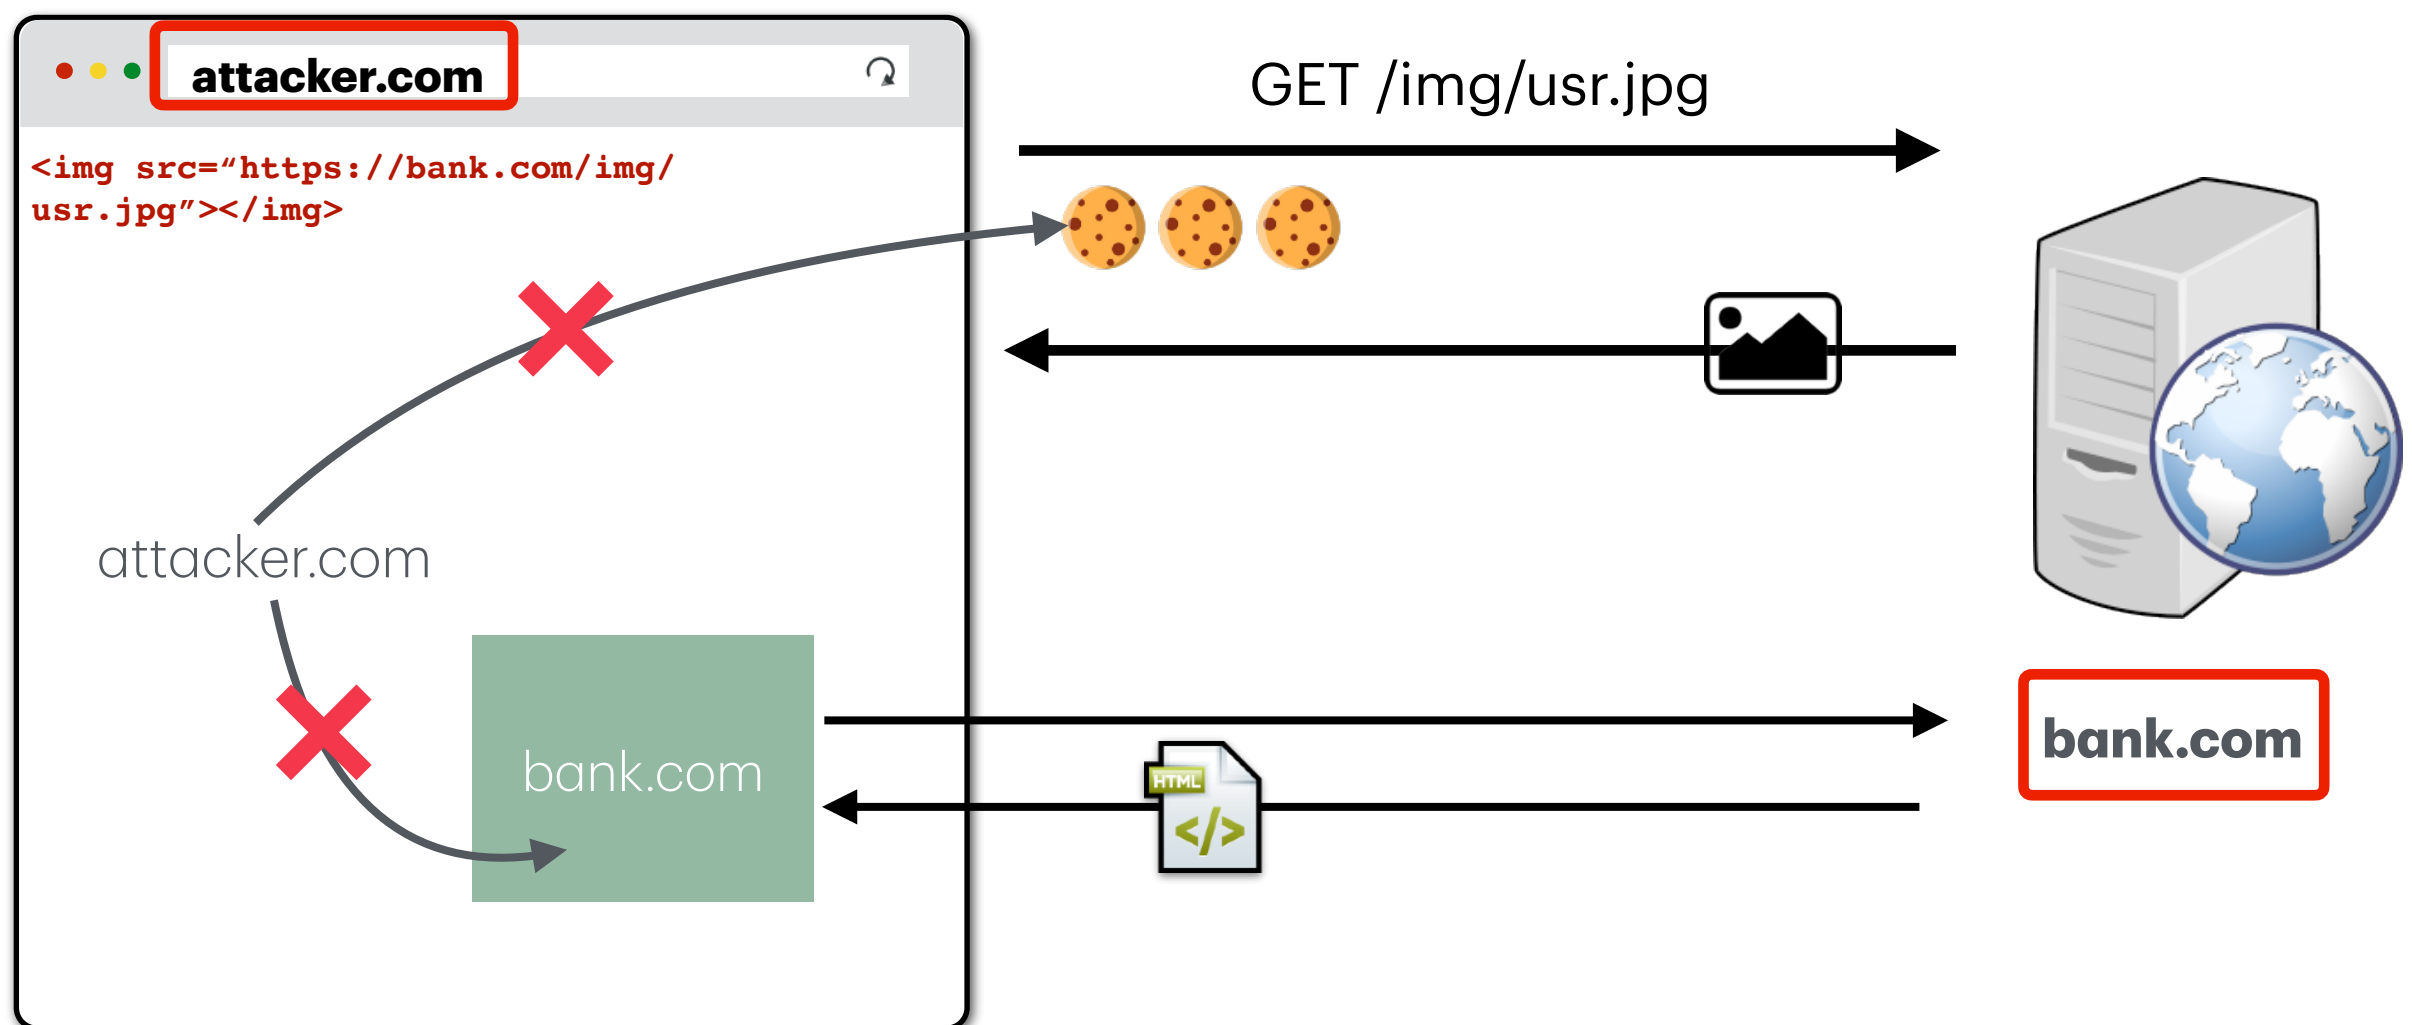 attacker.com
GET /img/usr.jpg
<img src=“https://bank.com/img/
usr.jpg”></img>
attacker.com
bank.com
bank.com
HTML
</>